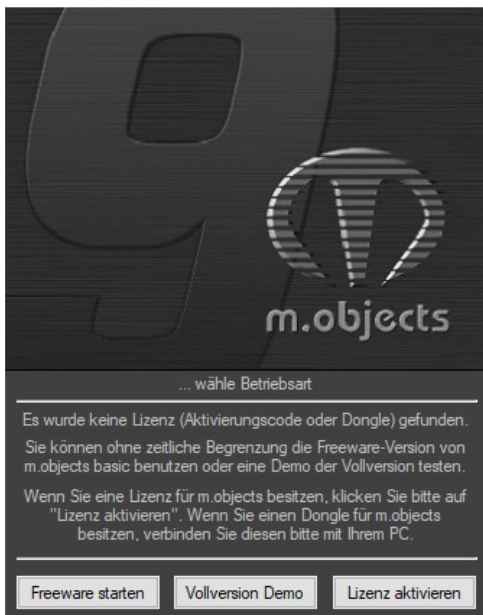 9
m.objects
... wähle Betriebsart
Es wurde keine Lizenz (Aktivierungscode oder Dongle) gefunden.
Sie können ohne zeitliche Begrenzung die Freeware-Version von
m.objects basic benutzen oder eine Demo der Vollversion testen.
Wenn Sie eine Lizenz für m.objects besitzen, klicken Sie bitte auf
"Lizenz aktivieren". Wenn Sie einen Dongle für m.objects
besitzen, verbinden Sie diesen bitte mit Ihrem PC.
Freeware starten
Vollversion Demo
Lizenz aktivieren